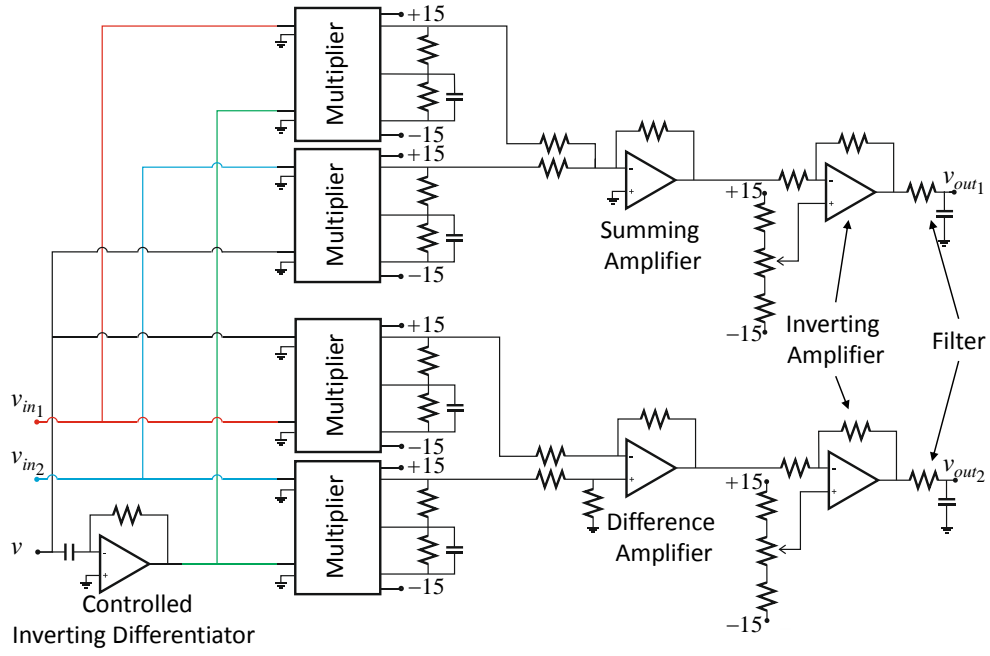 +15
Multiplier
−15
+15
Multiplier
−15
Summing
Amplifier
+15
−15
v_out1
Inverting
Amplifier
Filter
+15
Multiplier
−15
v_in1
v_in2
+15
Multiplier
−15
v
Controlled
Inverting Differentiator
Difference
Amplifier
+15
−15
v_out2